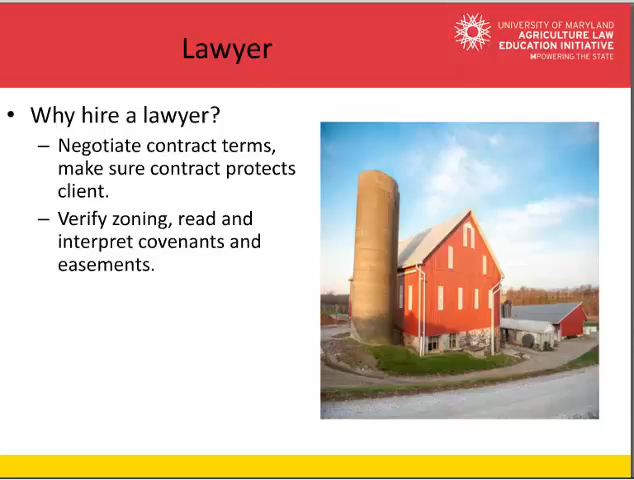 Lawyer
UNIVERSITY OF MARYLAND
AGRICULTURE LAW
EDUCATION INITIATIVE
MPOWERING THE STATE
• Why hire a lawyer?
– Negotiate contract terms,
make sure contract protects
client.
– Verify zoning, read and
interpret covenants and
easements.